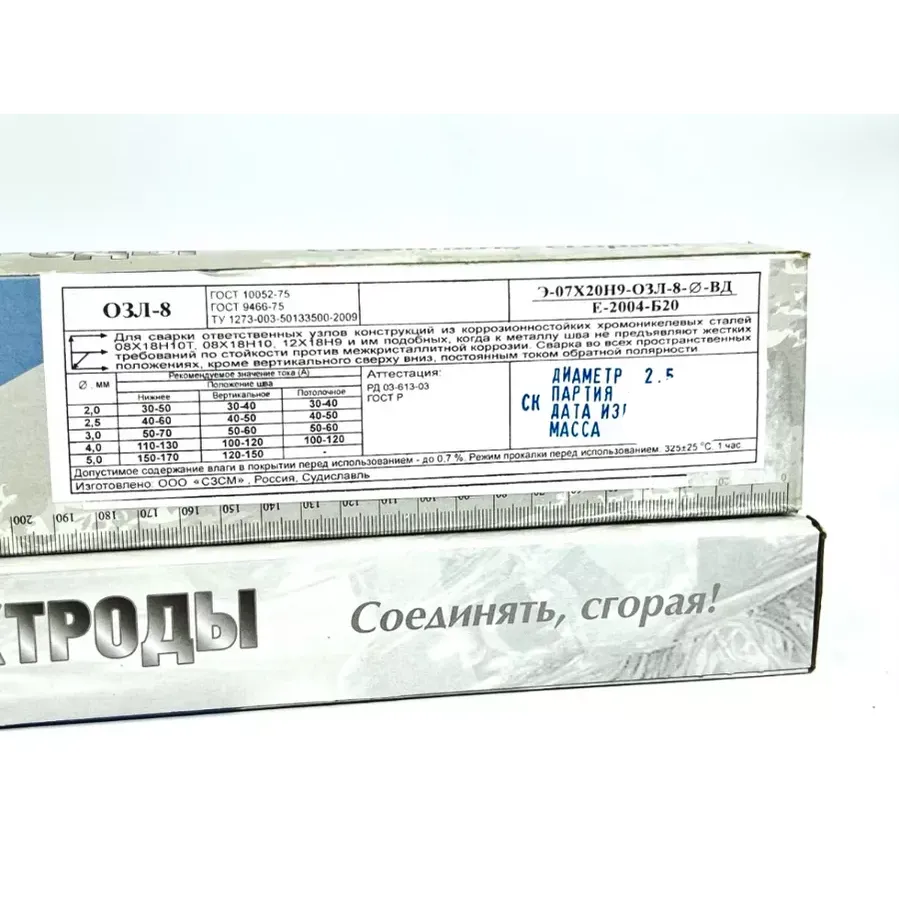 ОЗЛ-8
ГОСТ 10052-75
ГОСТ 9466-75
ТУ 1273-003-50133500-2009
Э-07Х20Н9-ОЗЛ-8-∅-ВД
Е-2004-Б20
Для сварки ответственных узлов конструкций из коррозионностойких хромоникелевых сталей
08Х18Н10Т, 08Х18Н10, 12Х18Н9 и им подобных, когда к металлу шва не предъявляют жестких
требований по стойкости против межкристалитной коррозии. Сварка во всех пространственных
положениях, кроме вертикального сверху вниз, постоянным током обратной полярности
∅, мм
Рекомендуемое значение тока (А)
Положение шва
Нижнее Вертикальное Потолочное
2,0 30-50 30-40 30-40
2,5 40-60 40-50 40-50
3,0 50-70 50-60 50-60
4,0 110-130 100-120 100-120
5,0 150-170 120-150 -
Аттестация:
РД 03-613-03
ГОСТ Р
ДИАМЕТР 2.5
СК ПАРТИЯ
ДАТА ИЗ
МАССА
Допустимое содержание влаги в покрытии перед использованием - до 0,7 %. Режим прокалки перед использованием: 325±25 °С, 1 час
Изготовлено: ООО «СЗСМ», Россия, Судиславль
200 190 180 170 160 150 140 130 120 110
КТРОДЫ
Соединять, сгорая!